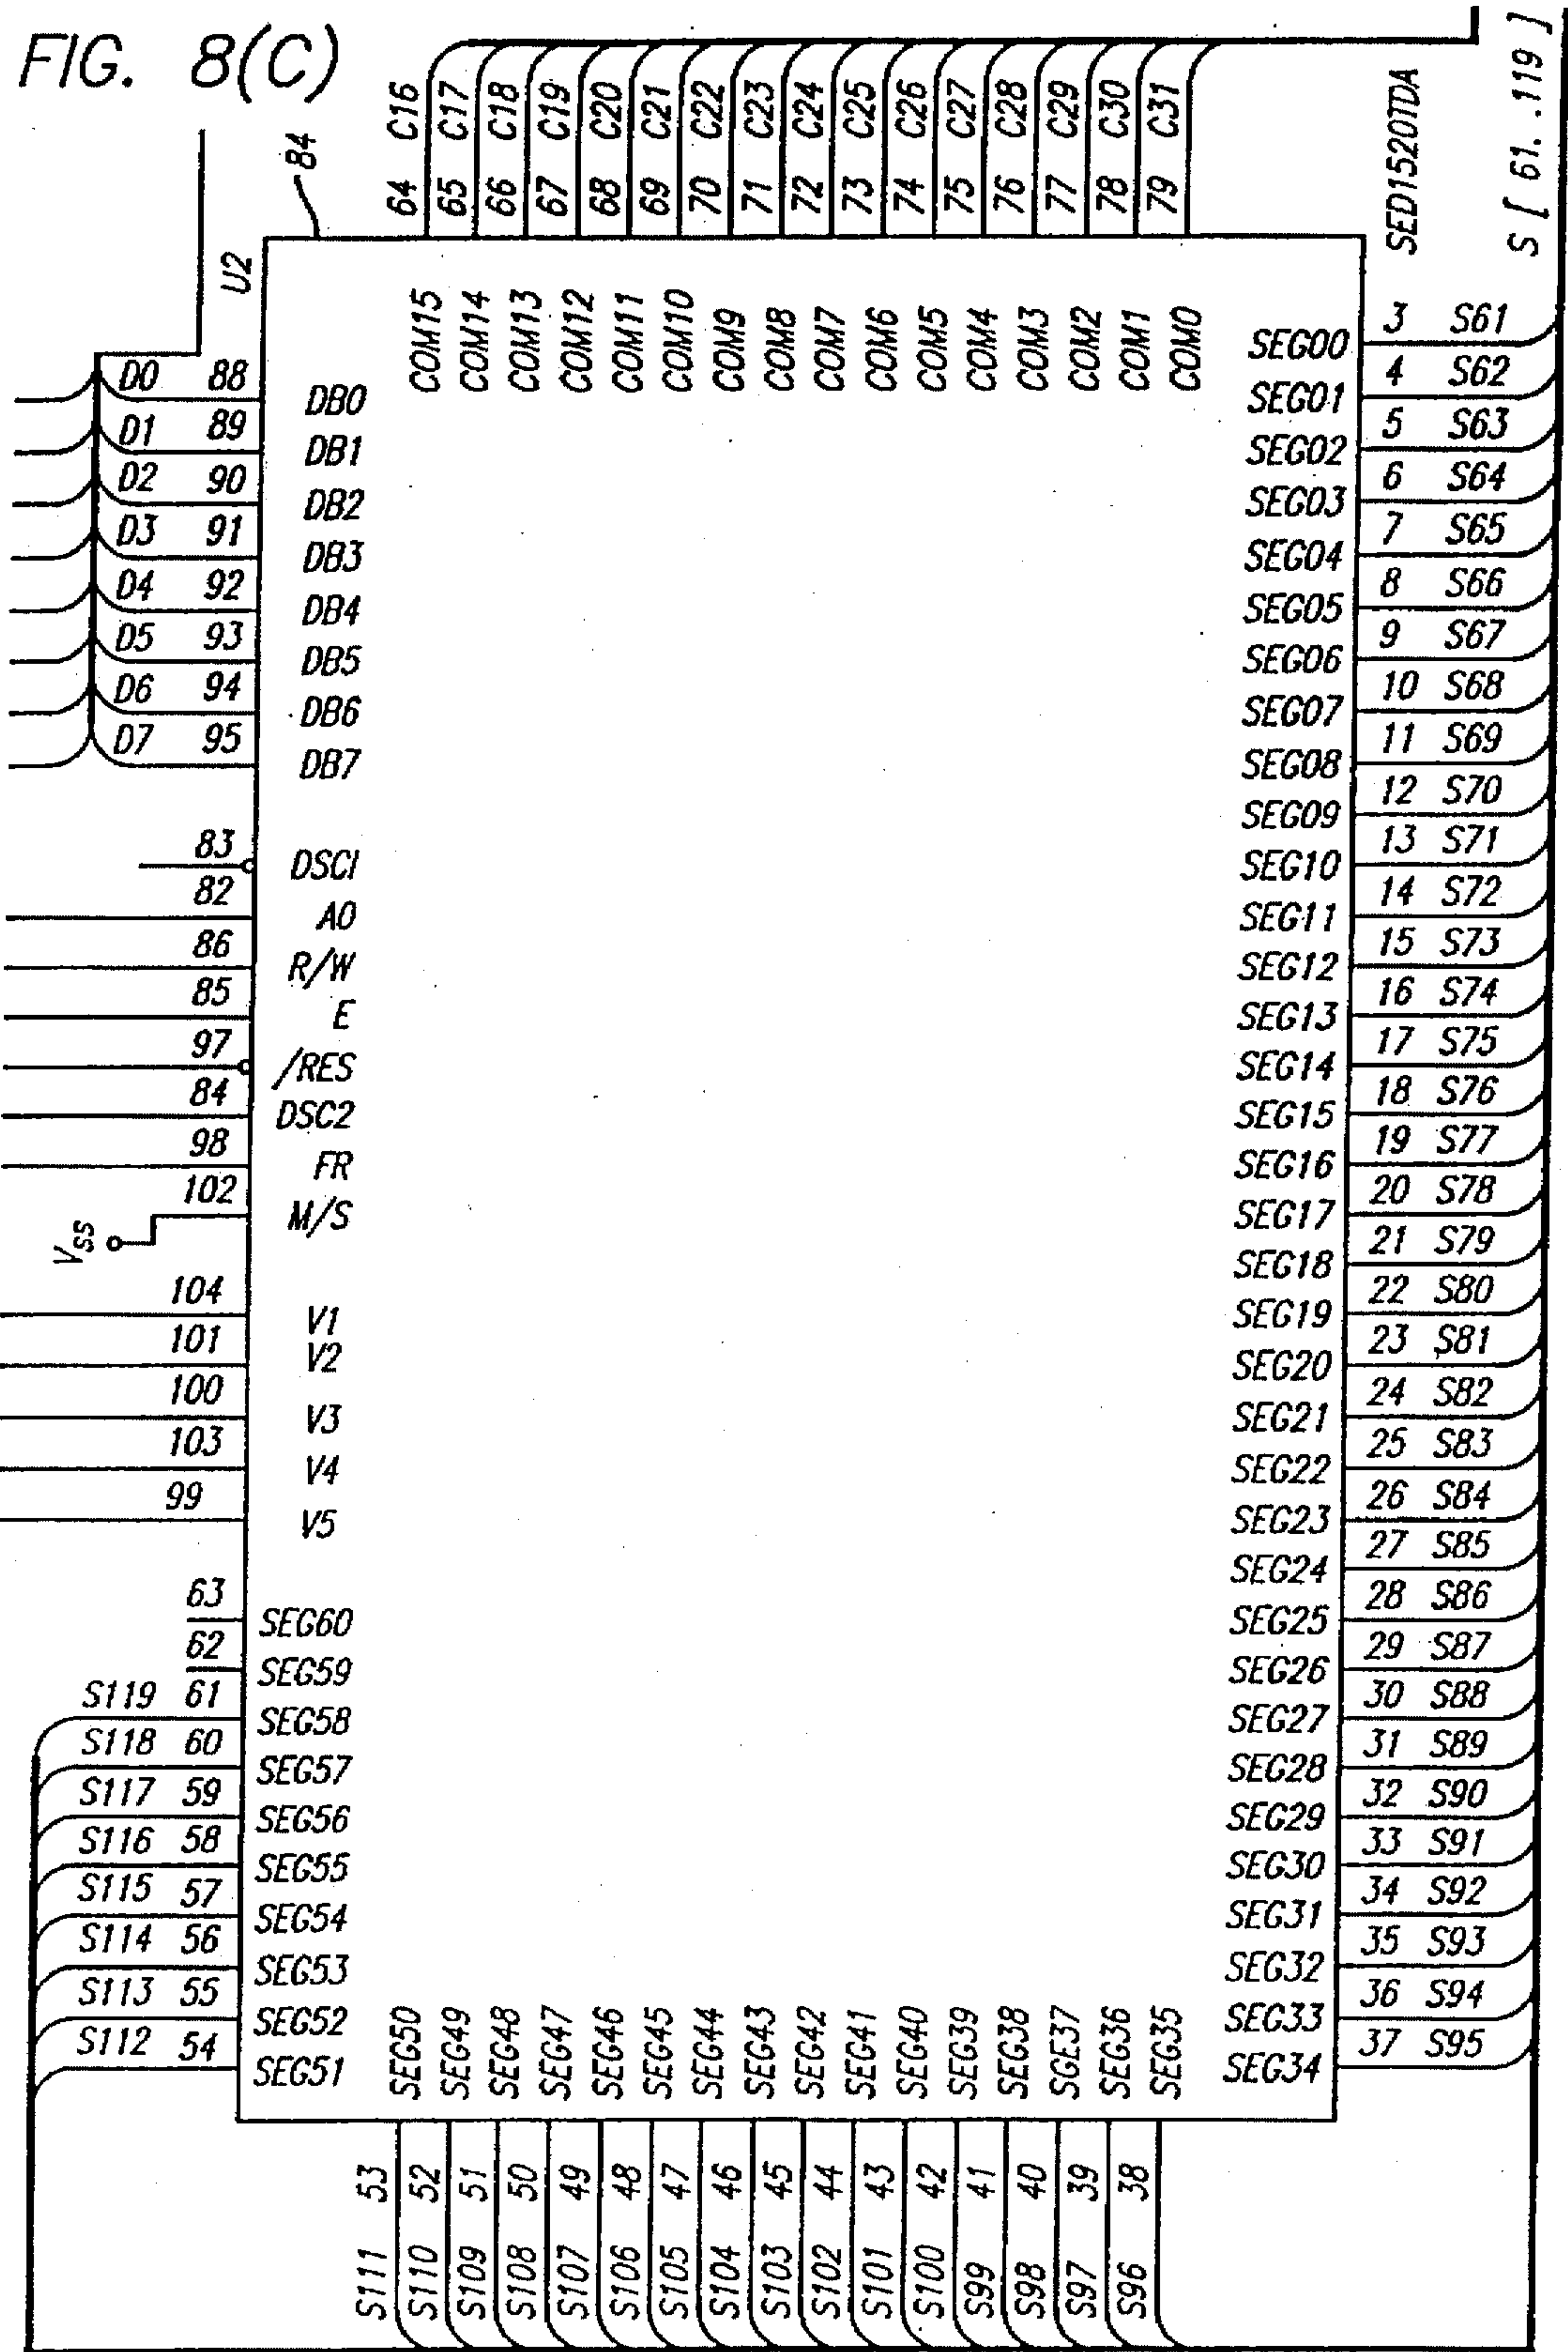 FIG. 8(C)
84
U2
64 C16
65 C17
66 C18
67 C19
68 C20
69 C21
70 C22
71 C23
72 C24
73 C25
74 C26
75 C27
76 C28
77 C29
78 C30
79 C31
SED1520TDA
S [ 61. .119 ]
COM15
COM14
COM13
COM12
COM11
COM10
COM9
COM8
COM7
COM6
COM5
COM4
COM3
COM2
COM1
COM0
D0 88 DB0
D1 89 DB1
D2 90 DB2
D3 91 DB3
D4 92 DB4
D5 93 DB5
D6 94 DB6
D7 95 DB7
83 DSCI
82 A0
86 R/W
85 E
97 /RES
84 DSC2
98 FR
102 M/S
Vss
104 V1
101 V2
100 V3
103 V4
99 V5
63 SEG60
62 SEG59
S119 61 SEG58
S118 60 SEG57
S117 59 SEG56
S116 58 SEG55
S115 57 SEG54
S114 56 SEG53
S113 55 SEG52
S112 54 SEG51
SEG00 3 S61
SEG01 4 S62
SEG02 5 S63
SEG03 6 S64
SEG04 7 S65
SEG05 8 S66
SEG06 9 S67
SEG07 10 S68
SEG08 11 S69
SEG09 12 S70
SEG10 13 S71
SEG11 14 S72
SEG12 15 S73
SEG13 16 S74
SEG14 17 S75
SEG15 18 S76
SEG16 19 S77
SEG17 20 S78
SEG18 21 S79
SEG19 22 S80
SEG20 23 S81
SEG21 24 S82
SEG22 25 S83
SEG23 26 S84
SEG24 27 S85
SEG25 28 S86
SEG26 29 S87
SEG27 30 S88
SEG28 31 S89
SEG29 32 S90
SEG30 33 S91
SEG31 34 S92
SEG32 35 S93
SEG33 36 S94
SEG34 37 S95
SEG50
SEG49
SEG48
SEG47
SEG46
SEG45
SEG44
SEG43
SEG42
SEG41
SEG40
SEG39
SEG38
SGE37
SEG36
SEG35
S111 53
S110 52
S109 51
S108 50
S107 49
S106 48
S105 47
S104 46
S103 45
S102 44
S101 43
S100 42
S99 41
S98 40
S97 39
S96 38